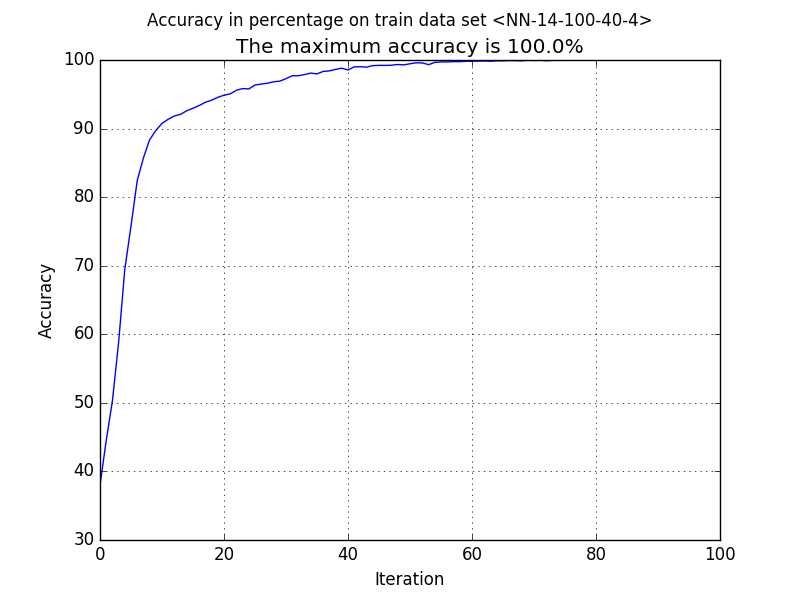 Accuracy in percentage on train data set <NN-14-100-40-4>
The maximum accuracy is 100.0%
100
90
80
70
60
50
40
30
Accuracy
0 20 40 60 80 100
Iteration